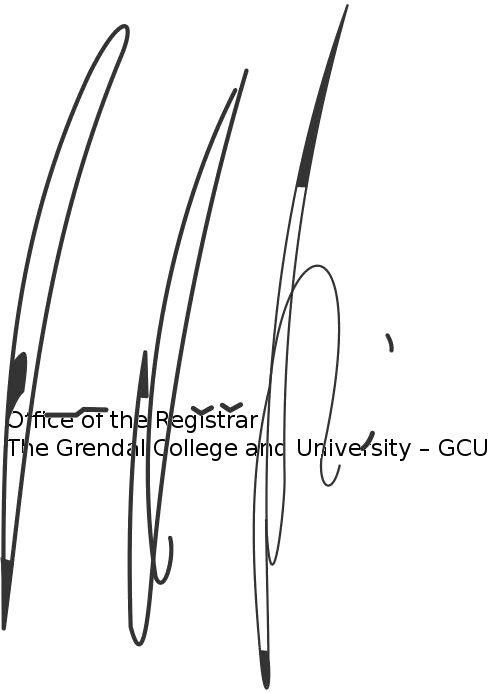 Office of the Registrar
The Grendal College and University – GCU